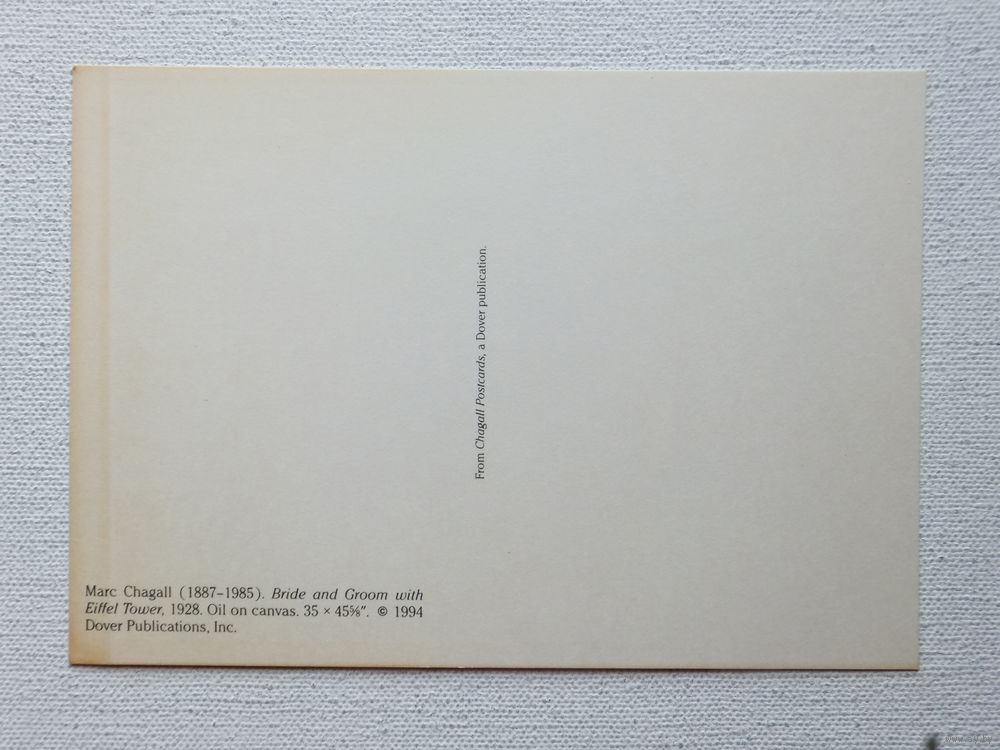 From Chagall Postcards, a Dover publication.
Marc Chagall (1887–1985). Bride and Groom with
Eiffel Tower, 1928. Oil on canvas. 35 × 45⅝″. © 1994
Dover Publications, Inc.